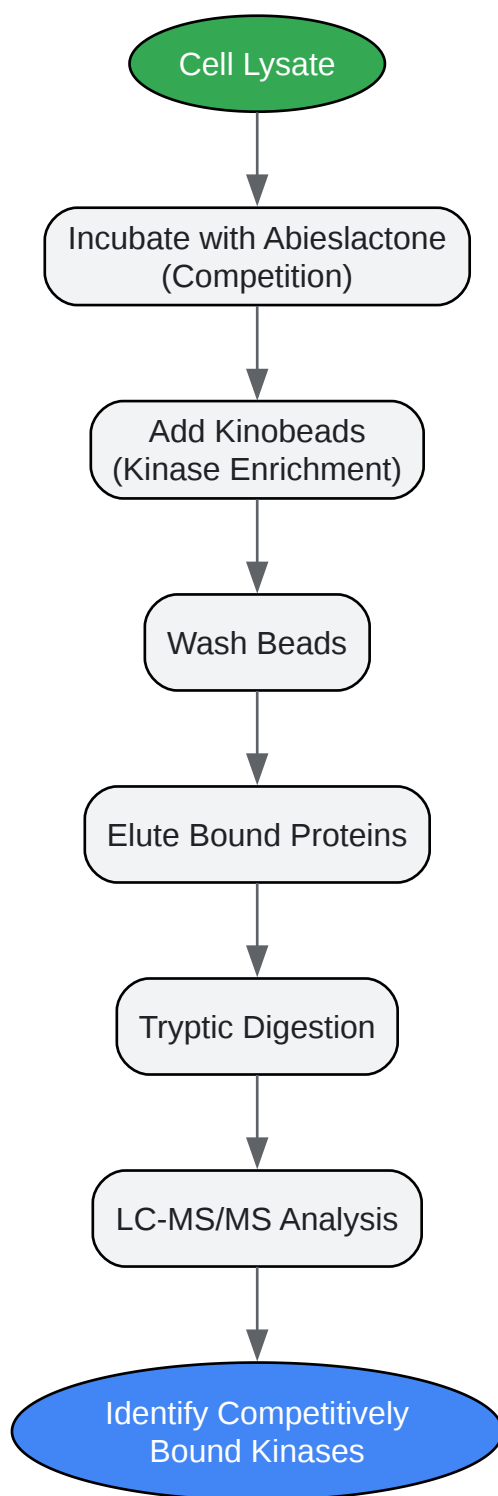 Cell Lysate
Incubate with Abieslactone
(Competition)
Add Kinobeads
(Kinase Enrichment)
Wash Beads
Elute Bound Proteins
Tryptic Digestion
LC-MS/MS Analysis
Identify Competitively
Bound Kinases